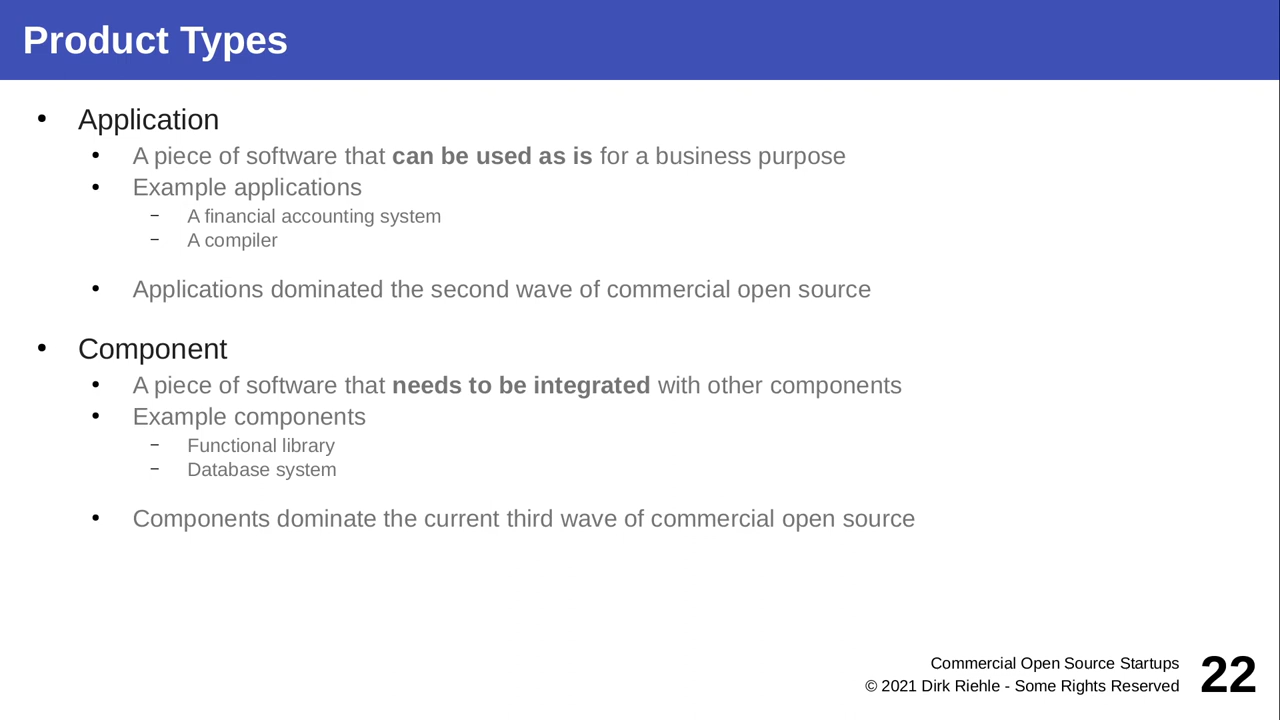 Product Types
• Application
• A piece of software that can be used as is for a business purpose
• Example applications
– A financial accounting system
– A compiler
• Applications dominated the second wave of commercial open source
• Component
• A piece of software that needs to be integrated with other components
• Example components
– Functional library
– Database system
• Components dominate the current third wave of commercial open source
Commercial Open Source Startups
© 2021 Dirk Riehle - Some Rights Reserved
22